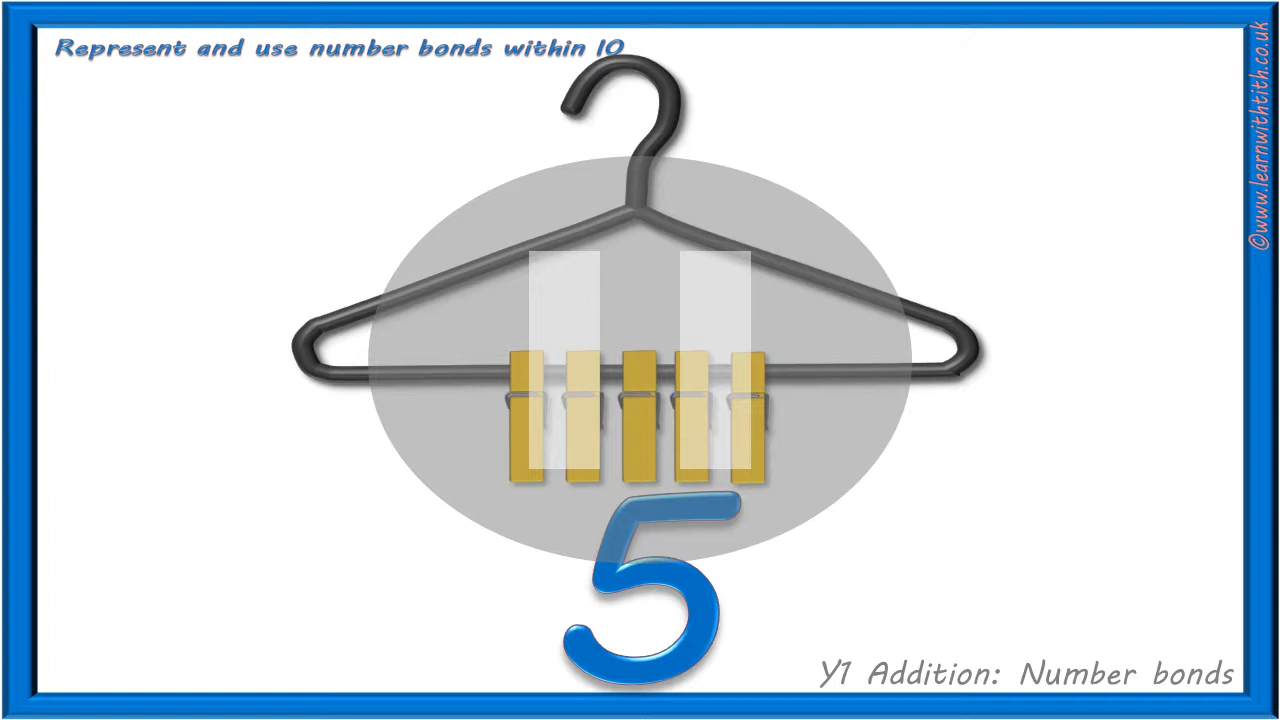 Represent and use number bonds within 10
©www.learnwithtith.co.uk
5
Y1 Addition: Number bonds